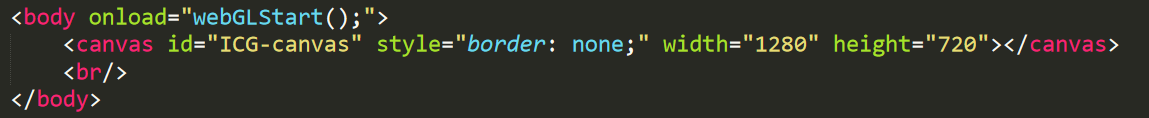 <body onload="webGLStart();">
    <canvas id="ICG-canvas" style="border: none;" width="1280" height="720"></canvas>
    <br/>
</body>